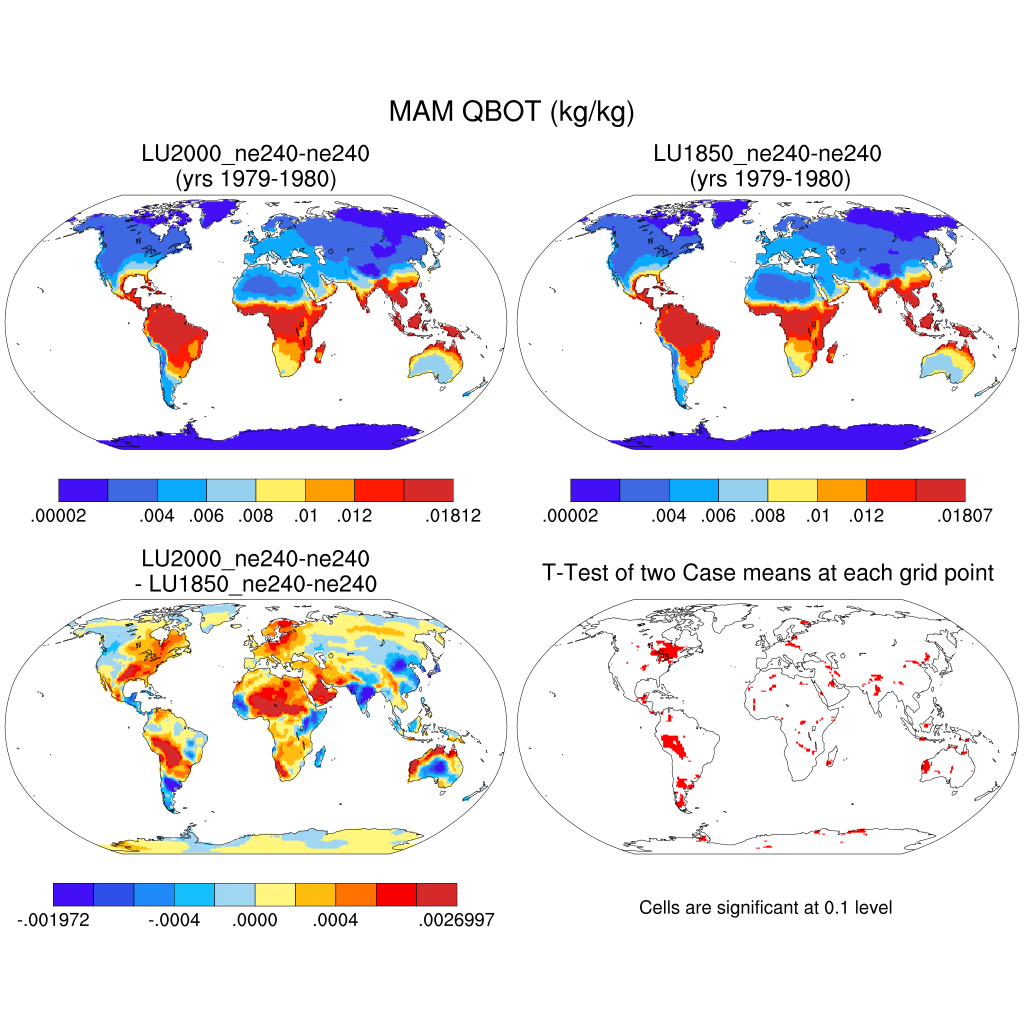 MAM QBOT (kg/kg)
LU2000_ne240-ne240
(yrs 1979-1980)
LU1850_ne240-ne240
(yrs 1979-1980)
.00002 .004 .006 .008 .01 .012 .01812
.00002 .004 .006 .008 .01 .012 .01807
LU2000_ne240-ne240
- LU1850_ne240-ne240
T-Test of two Case means at each grid point
-.001972 -.0004 .0000 .0004 .0026997
Cells are significant at 0.1 level